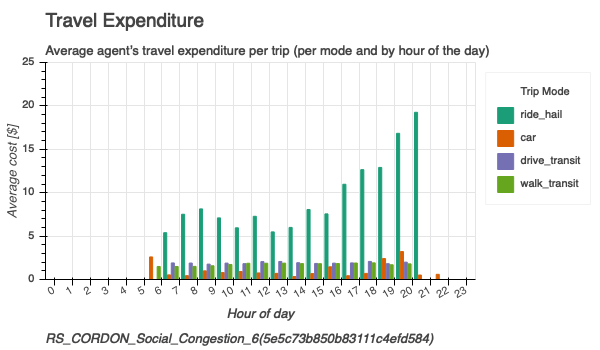 Travel Expenditure
Average agent's travel expenditure per trip (per mode and by hour of the day)
25
20
15
10
5
0
Average cost [$]
0 1 2 3 4 5 6 7 8 9 10 11 12 13 14 15 16 17 18 19 20 21 22 23
Hour of day
Trip Mode
ride_hail
car
drive_transit
walk_transit
RS_CORDON_Social_Congestion_6(5e5c73b850b83111c4efd584)